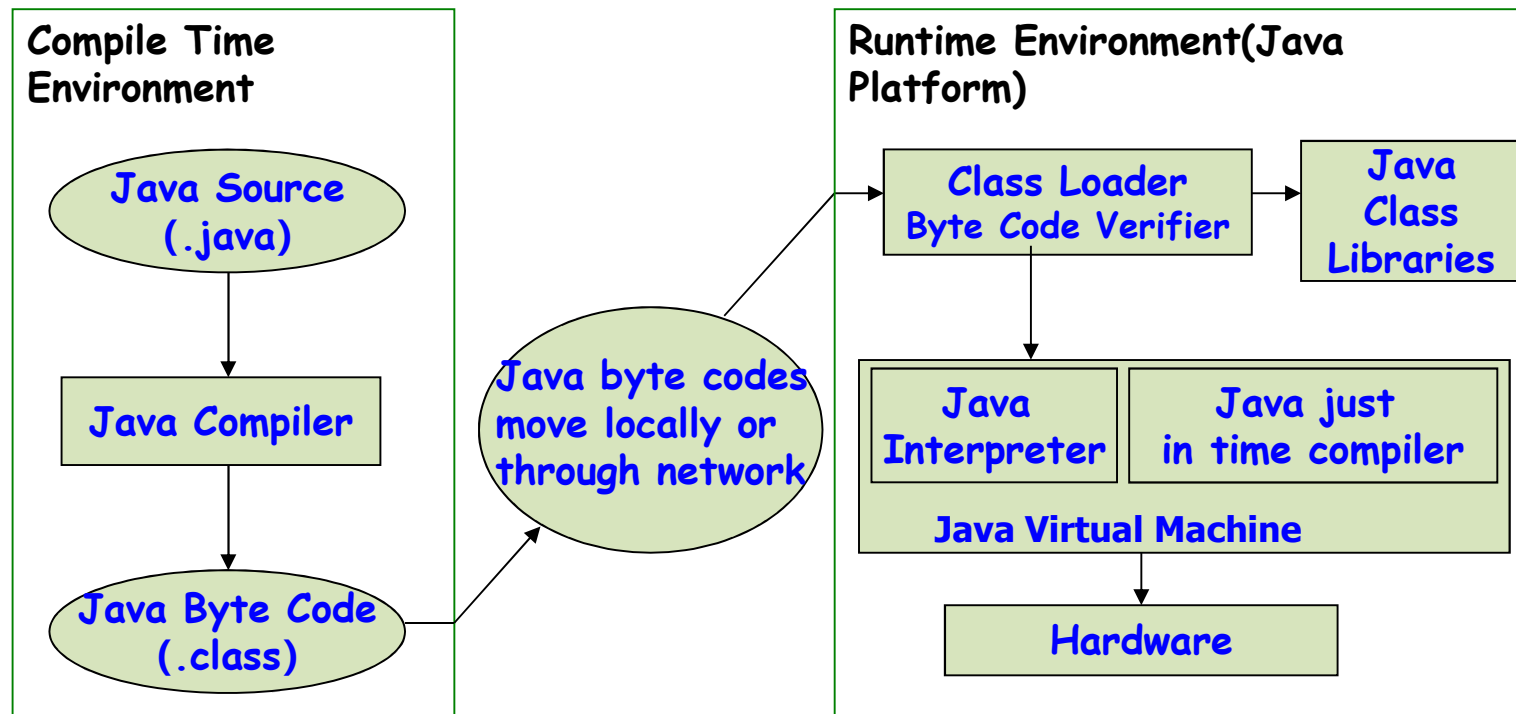 Compile Time
Environment
Java Source
(.java)
Java Compiler
Java Byte Code
(.class)
Java byte codes
move locally or
through network
Runtime Environment(Java
Platform)
Class Loader
Byte Code Verifier
Java
Class
Libraries
Java
Interpreter
Java just
in time compiler
Java Virtual Machine
Hardware